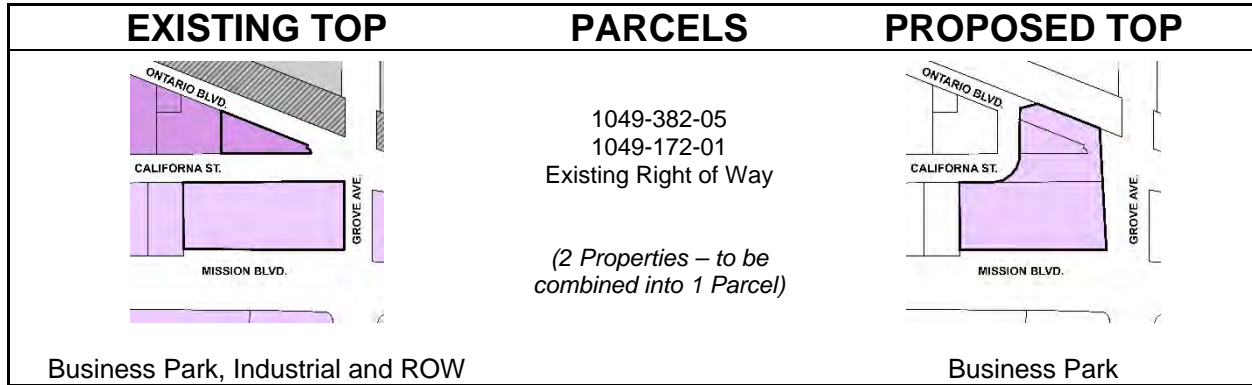 EXISTING TOP PARCELS PROPOSED TOP
ONTARIO BLVD.
CALIFORNA ST.
GROVE AVE.
MISSION BLVD.
1049-382-05
1049-172-01
Existing Right of Way
(2 Properties – to be
combined into 1 Parcel)
ONTARIO BLVD.
CALIFORNA ST.
GROVE AVE.
MISSION BLVD.
Business Park, Industrial and ROW
Business Park